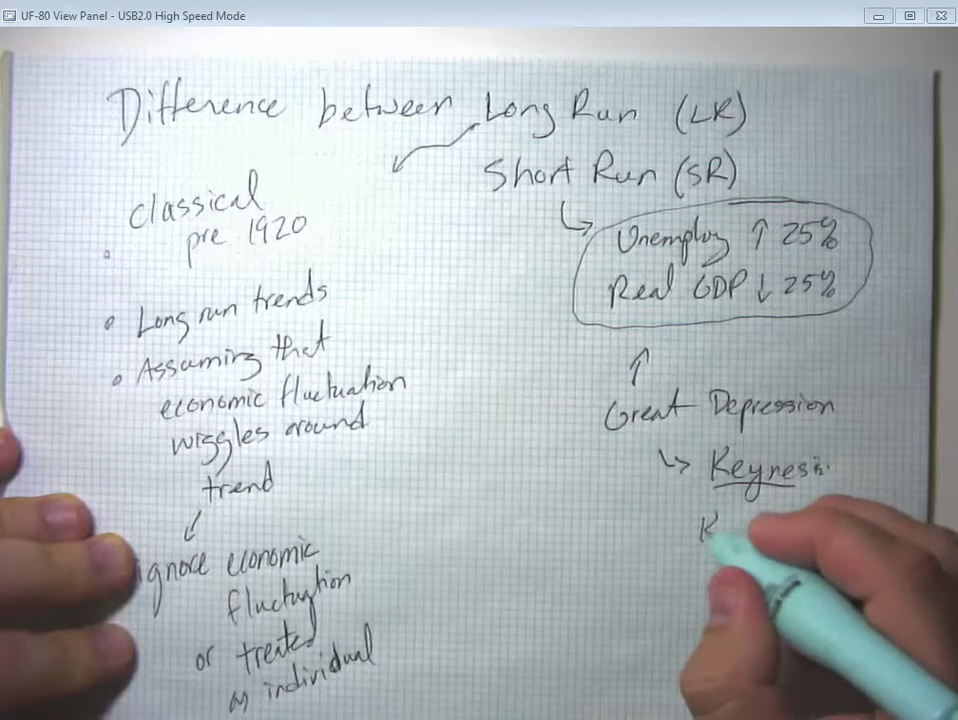 UF-80 View Panel - USB2.0 High Speed Mode
Difference between Long Run (LR)
Short Run (SR)
classical
pre 1920
Long run trends
Assuming that
economic fluctuation
wiggles around
trend
ignore economic
fluctuation
or treated
as individual
Unemploy ↑ 25%
Real GDP ↓ 25%
Great Depression
Keynesi
K